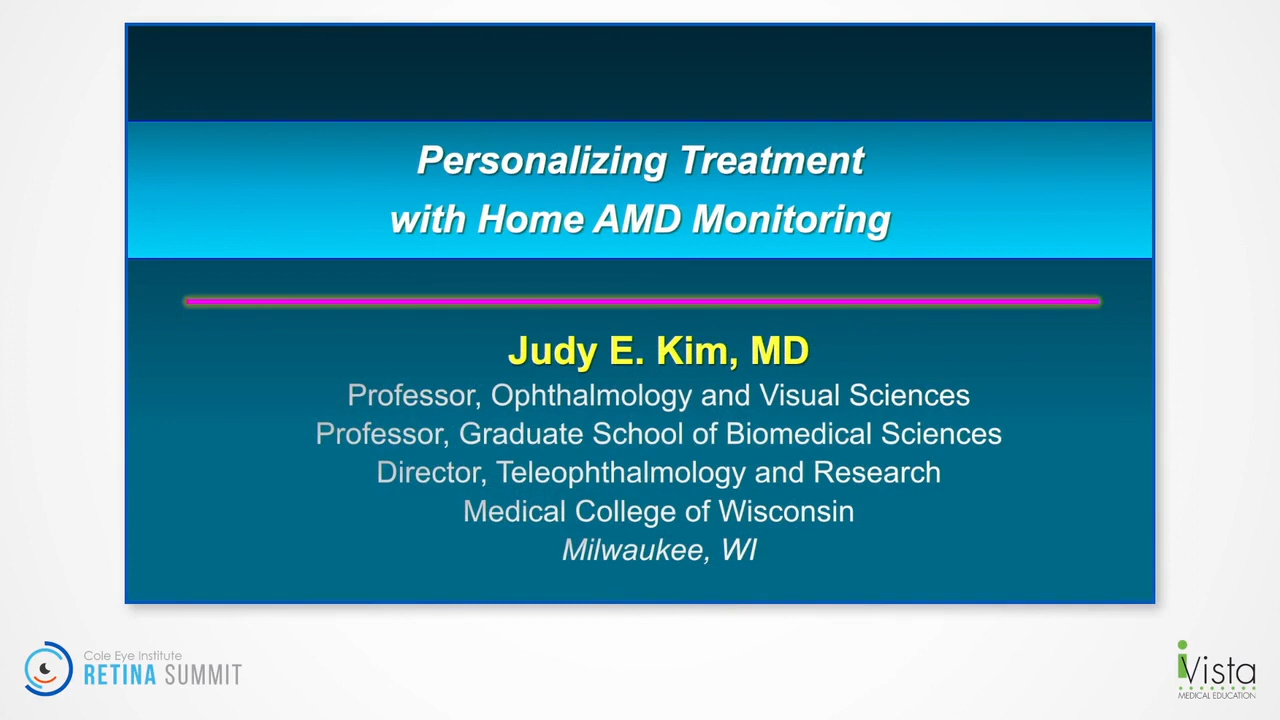 Personalizing Treatment
with Home AMD Monitoring
Judy E. Kim, MD
Professor, Ophthalmology and Visual Sciences
Professor, Graduate School of Biomedical Sciences
Director, Teleophthalmology and Research
Medical College of Wisconsin
Milwaukee, WI
Cole Eye Institute
RETINA SUMMIT
iVista
MEDICAL EDUCATION